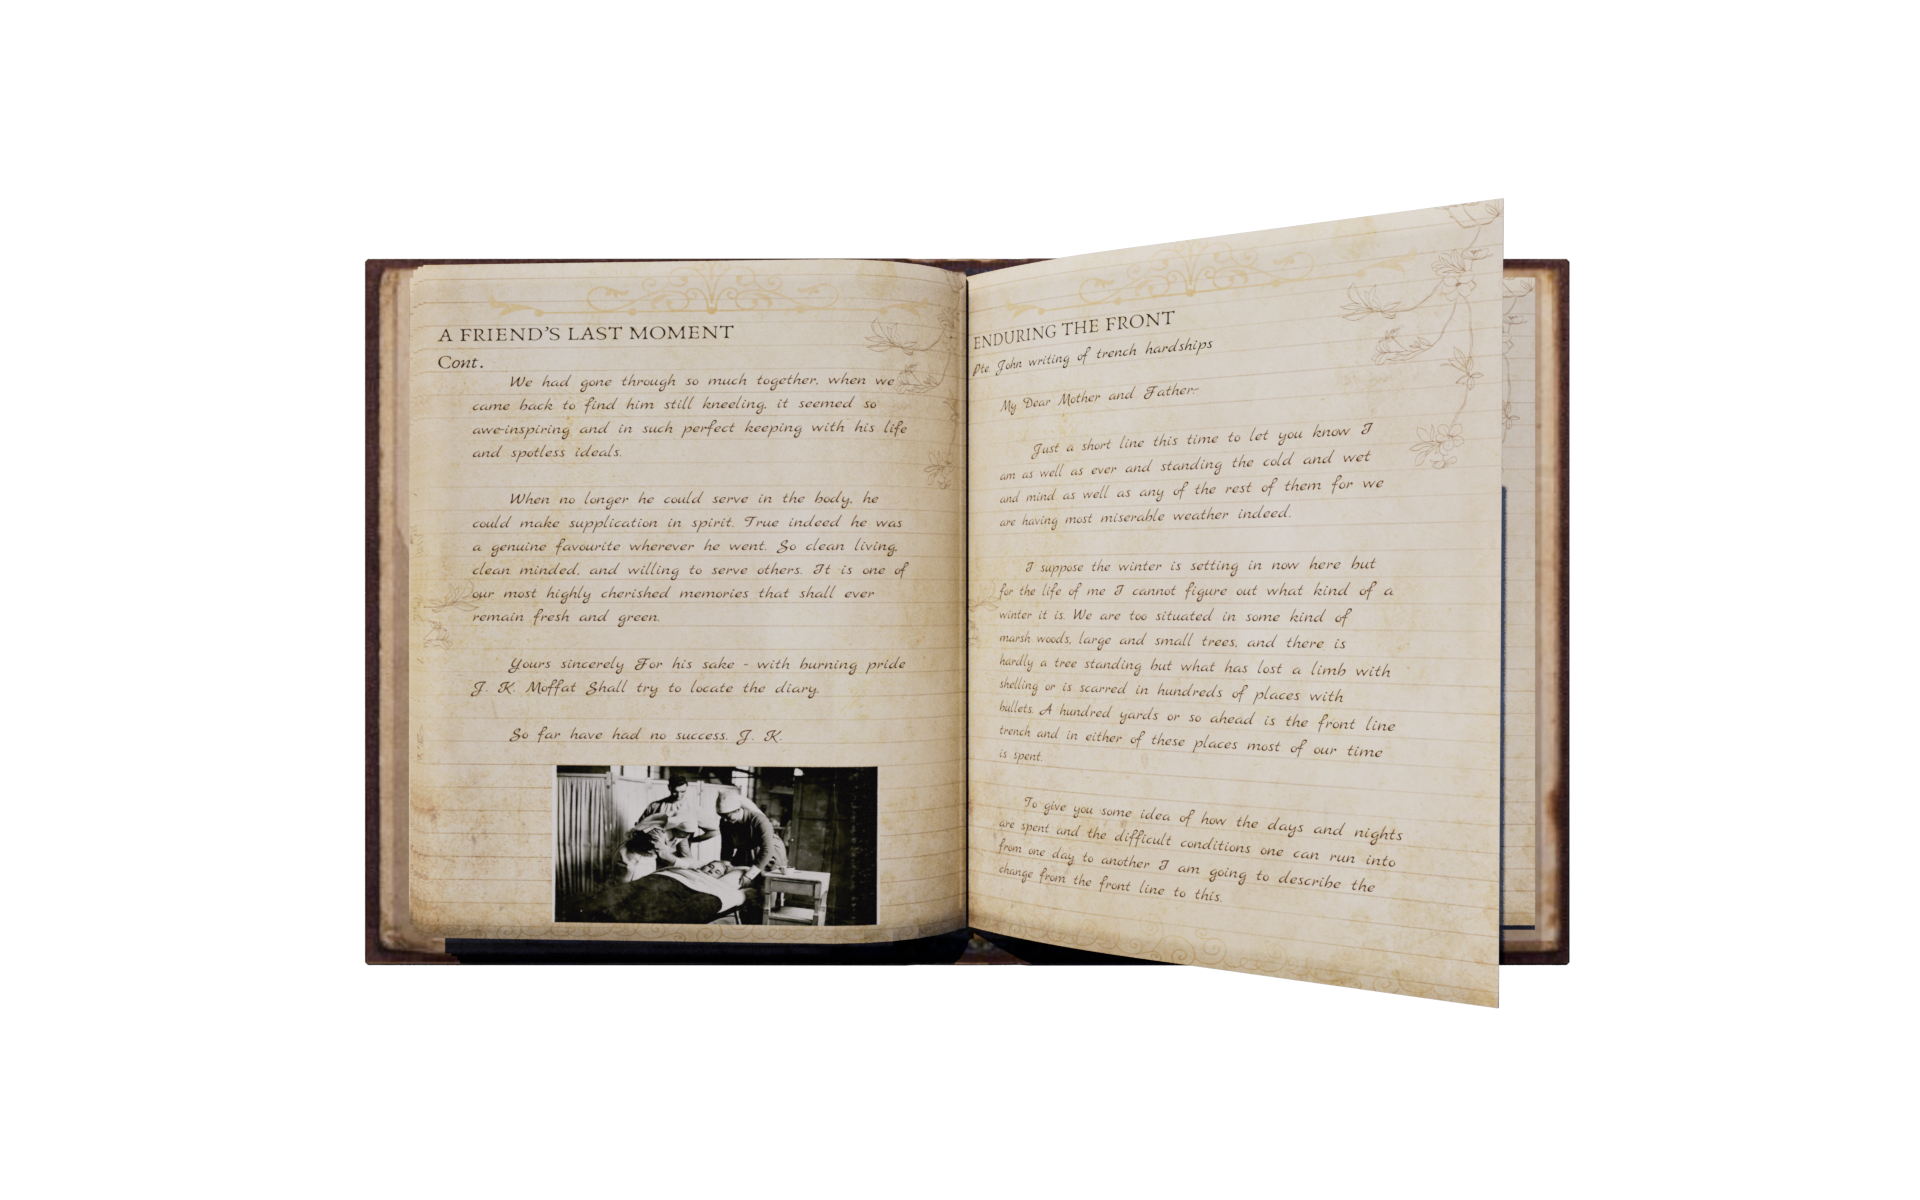 A FRIEND'S LAST MOMENT
Cont.
We had gone through so much together, when we
came back to find him still kneeling, it seemed so
awe-inspiring and in such perfect keeping with his life
and spotless ideals.
When no longer he could serve in the body, he
could make supplication in spirit. True indeed he was
a genuine favourite wherever he went. So clean living,
clean minded, and willing to serve others. It is one of
our most highly cherished memories that shall ever
remain fresh and green.
Yours sincerely For his sake - with burning pride
J. K. Moffat Shall try to locate the diary.
So far have had no success. J. K.
ENDURING THE FRONT
Pte. John writing of trench hardships
My Dear Mother and Father:-
Just a short line this time to let you know I
am as well as ever and standing the cold and wet
and mind as well as any of the rest of them for we
are having most miserable weather indeed.
I suppose the winter is setting in now here but
for the life of me I cannot figure out what kind of a
winter it is. We are too situated in some kind of
marsh woods, large and small trees, and there is
hardly a tree standing but what has lost a limb with
shelling or is scarred in hundreds of places with
bullets. A hundred yards or so ahead is the front line
trench and in either of these places most of our time
is spent.
To give you some idea of how the days and nights
are spent and the difficult conditions one can run into
from one day to another I am going to describe the
change from the front line to this.